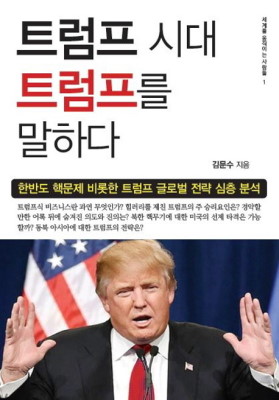 트럼프 시대
트럼프를
말하다
세계를 움직이는 사람들 1
김문수 지음
한반도 핵문제 비롯한 트럼프 글로벌 전략 심층 분석
트럼프식 비즈니스란 과연 무엇인가? 힐러리를 제친 트럼프의 주 승리요인은? 경악할
만한 어록 뒤에 숨겨진 의도와 진의는? 북한 핵무기에 대한 미국의 선제 타격은 가능
할까? 동북 아시아에 대한 트럼프의 전략은?